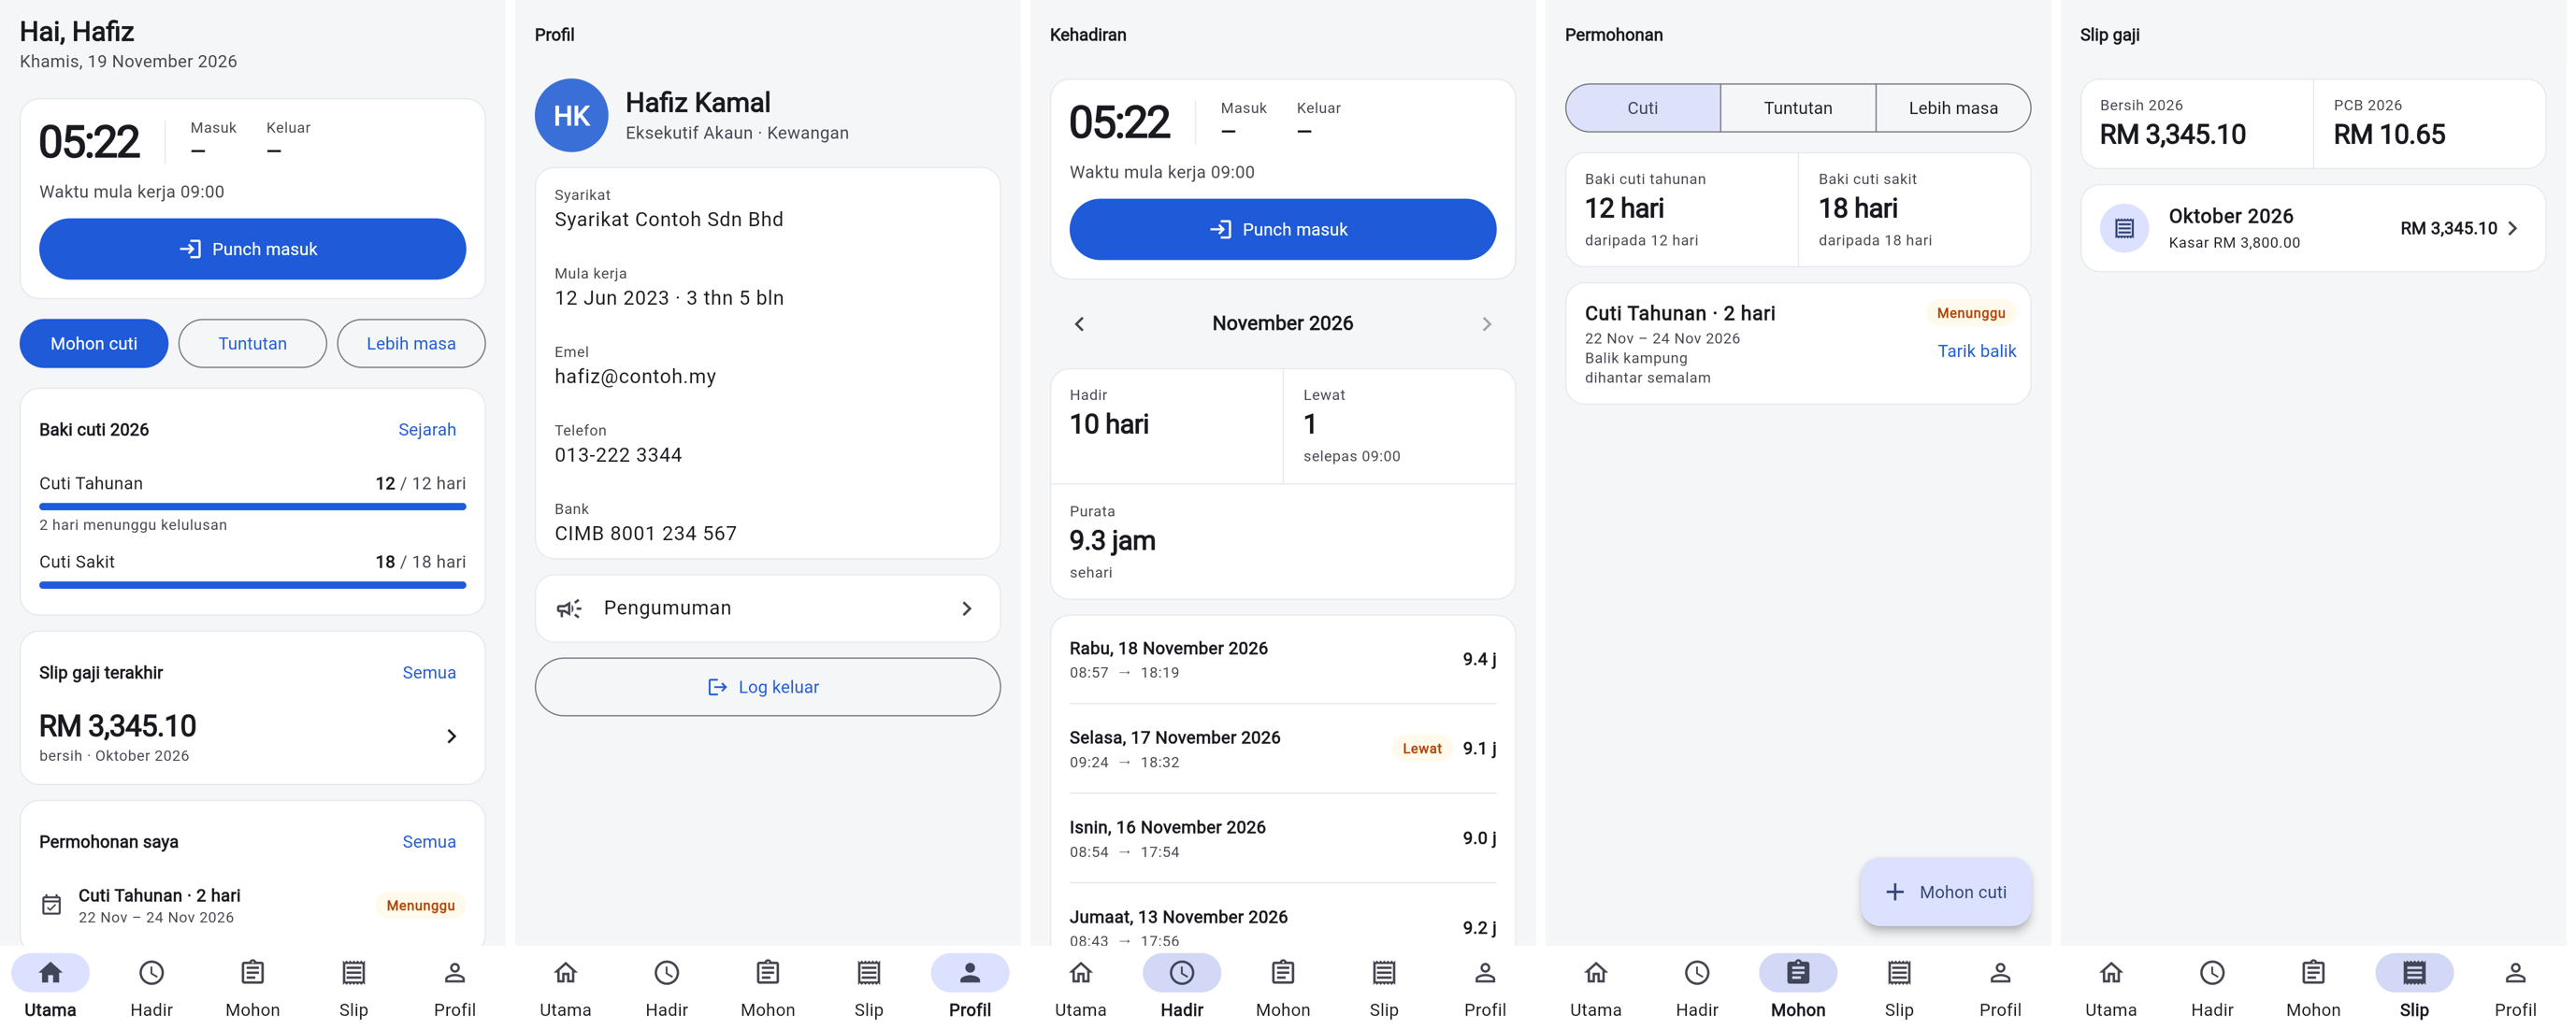 Hai, Hafiz
Khamis, 19 November 2026
05:22
Masuk
–
Keluar
–
Waktu mula kerja 09:00
Punch masuk
Mohon cuti
Tuntutan
Lebih masa
Baki cuti 2026
Sejarah
Cuti Tahunan
12 / 12 hari
2 hari menunggu kelulusan
Cuti Sakit
18 / 18 hari
Slip gaji terakhir
Semua
RM 3,345.10
bersih · Oktober 2026
Permohonan saya
Semua
Cuti Tahunan · 2 hari
22 Nov – 24 Nov 2026
Menunggu
Utama
Hadir
Mohon
Slip
Profil
Profil
HK
Hafiz Kamal
Eksekutif Akaun · Kewangan
Syarikat
Syarikat Contoh Sdn Bhd
Mula kerja
12 Jun 2023 · 3 thn 5 bln
Emel
hafiz@contoh.my
Telefon
013-222 3344
Bank
CIMB 8001 234 567
Pengumuman
Log keluar
Utama
Hadir
Mohon
Slip
Profil
Kehadiran
05:22
Masuk
–
Keluar
–
Waktu mula kerja 09:00
Punch masuk
November 2026
Hadir
10 hari
Lewat
1
selepas 09:00
Purata
9.3 jam
sehari
Rabu, 18 November 2026
08:57 → 18:19
9.4 j
Selasa, 17 November 2026
09:24 → 18:32
Lewat
9.1 j
Isnin, 16 November 2026
08:54 → 17:54
9.0 j
Jumaat, 13 November 2026
08:43 → 17:56
9.2 j
Utama
Hadir
Mohon
Slip
Profil
Permohonan
Cuti
Tuntutan
Lebih masa
Baki cuti tahunan
12 hari
daripada 12 hari
Baki cuti sakit
18 hari
daripada 18 hari
Cuti Tahunan · 2 hari
22 Nov – 24 Nov 2026
Balik kampung
dihantar semalam
Menunggu
Tarik balik
Mohon cuti
Utama
Hadir
Mohon
Slip
Profil
Slip gaji
Bersih 2026
RM 3,345.10
PCB 2026
RM 10.65
Oktober 2026
Kasar RM 3,800.00
RM 3,345.10
Utama
Hadir
Mohon
Slip
Profil